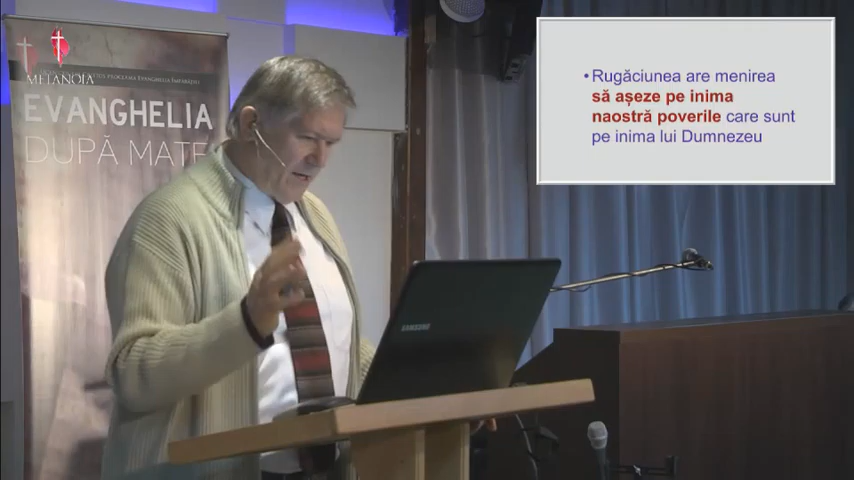 METANOIA
EVANGHELIA
DUPĂ MATE
• Rugăciunea are menirea
să așeze pe inima
naostră poverile care sunt
pe inima lui Dumnezeu
SAMSUNG